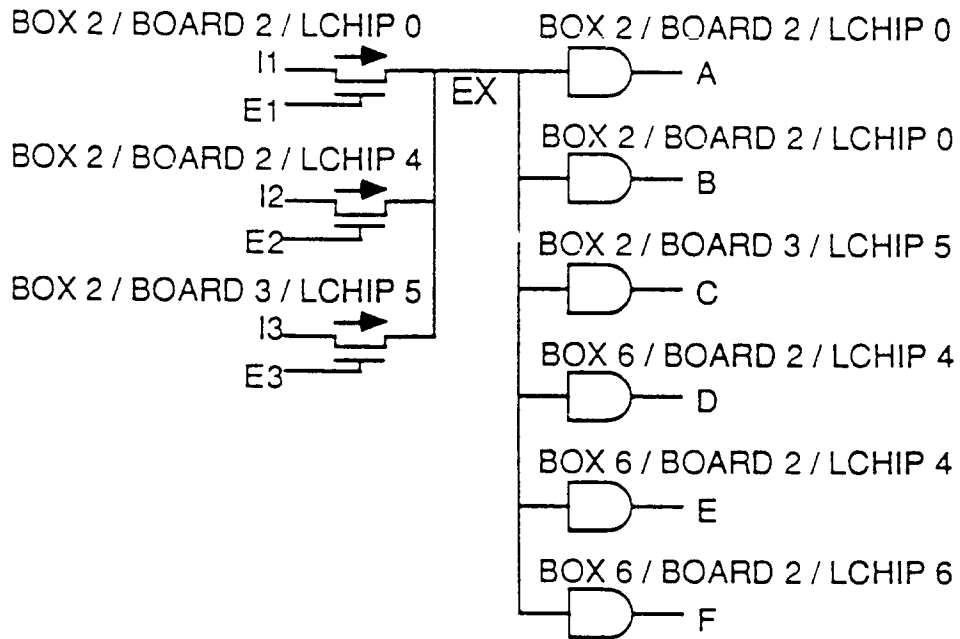 BOX 2 / BOARD 2 / LCHIP 0
I1
E1
BOX 2 / BOARD 2 / LCHIP 4
I2
E2
BOX 2 / BOARD 3 / LCHIP 5
I3
E3
EX
BOX 2 / BOARD 2 / LCHIP 0
A
BOX 2 / BOARD 2 / LCHIP 0
B
BOX 2 / BOARD 3 / LCHIP 5
C
BOX 6 / BOARD 2 / LCHIP 4
D
BOX 6 / BOARD 2 / LCHIP 4
E
BOX 6 / BOARD 2 / LCHIP 6
F